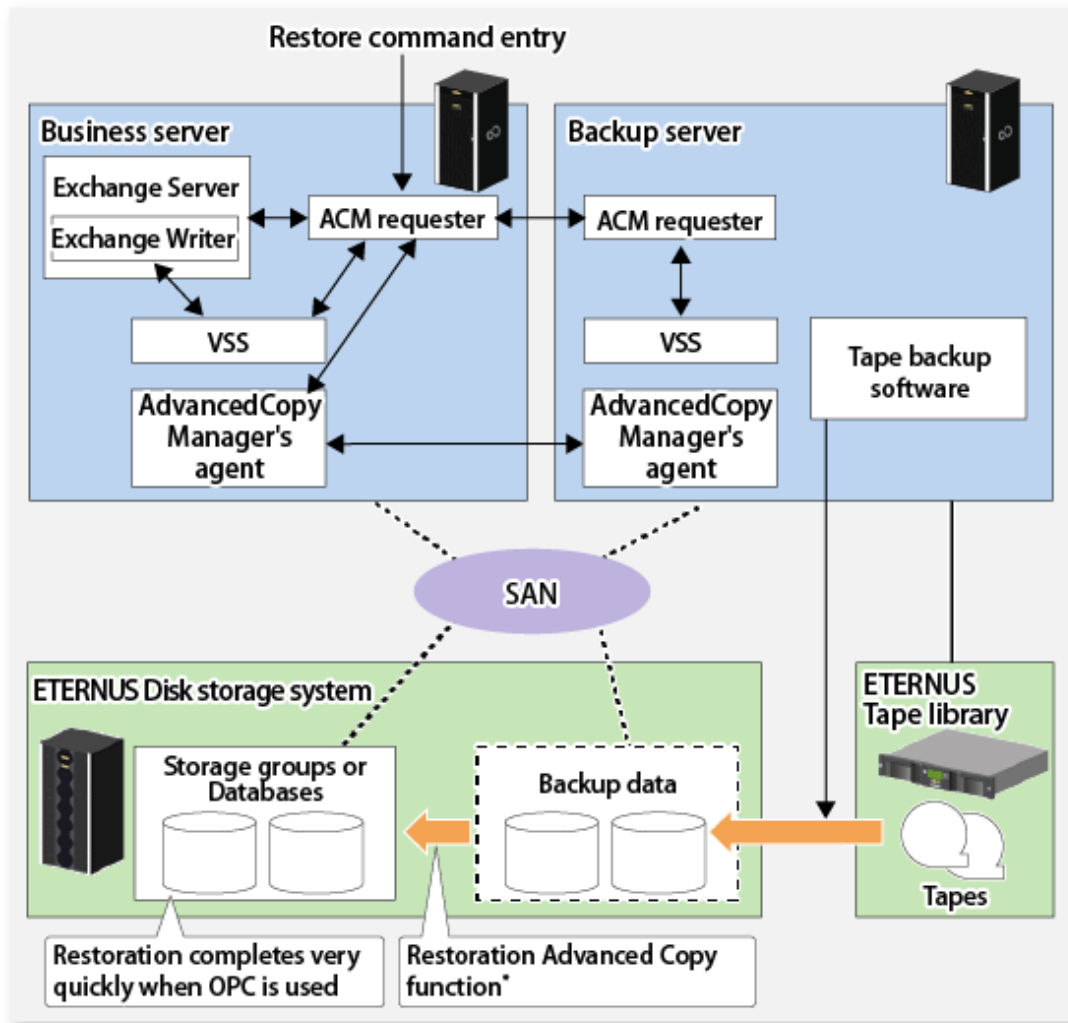 Restore command entry
Business server
Exchange Server
Exchange Writer
ACM requester
VSS
AdvancedCopy
Manager's
agent
Backup server
ACM requester
VSS
AdvancedCopy
Manager's
agent
Tape backup
software
SAN
ETERNUS Disk storage system
Storage groups or
Databases
Backup data
ETERNUS
Tape library
Tapes
Restoration completes very
quickly when OPC is used
Restoration Advanced Copy
function*